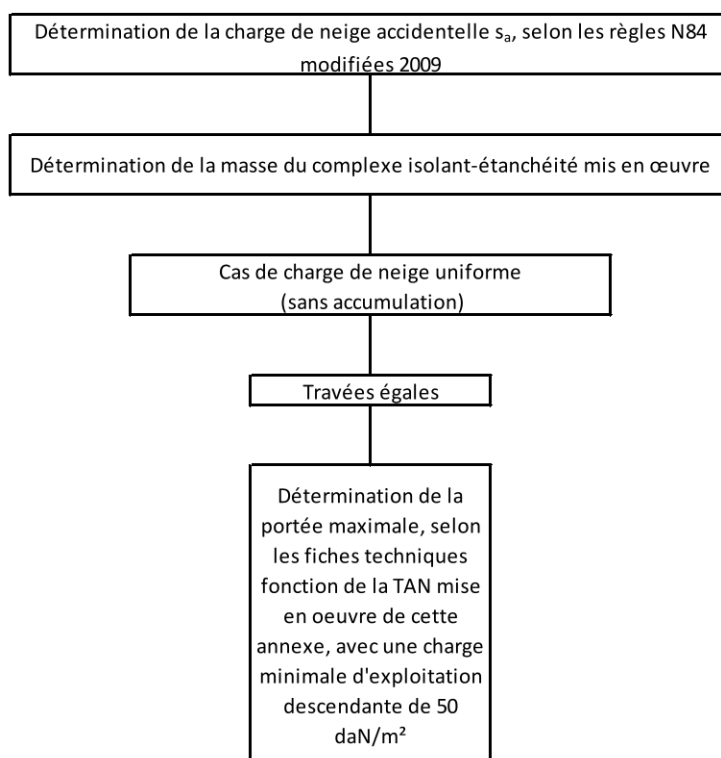 Détermination de la charge de neige accidentelle sₐ, selon les règles N84
modifiées 2009
Détermination de la masse du complexe isolant-étanchéité mis en œuvre
Cas de charge de neige uniforme
(sans accumulation)
Travées égales
Détermination de la
portée maximale, selon
les fiches techniques
fonction de la TAN mise
en oeuvre de cette
annexe, avec une charge
minimale d'exploitation
descendante de 50
daN/m²